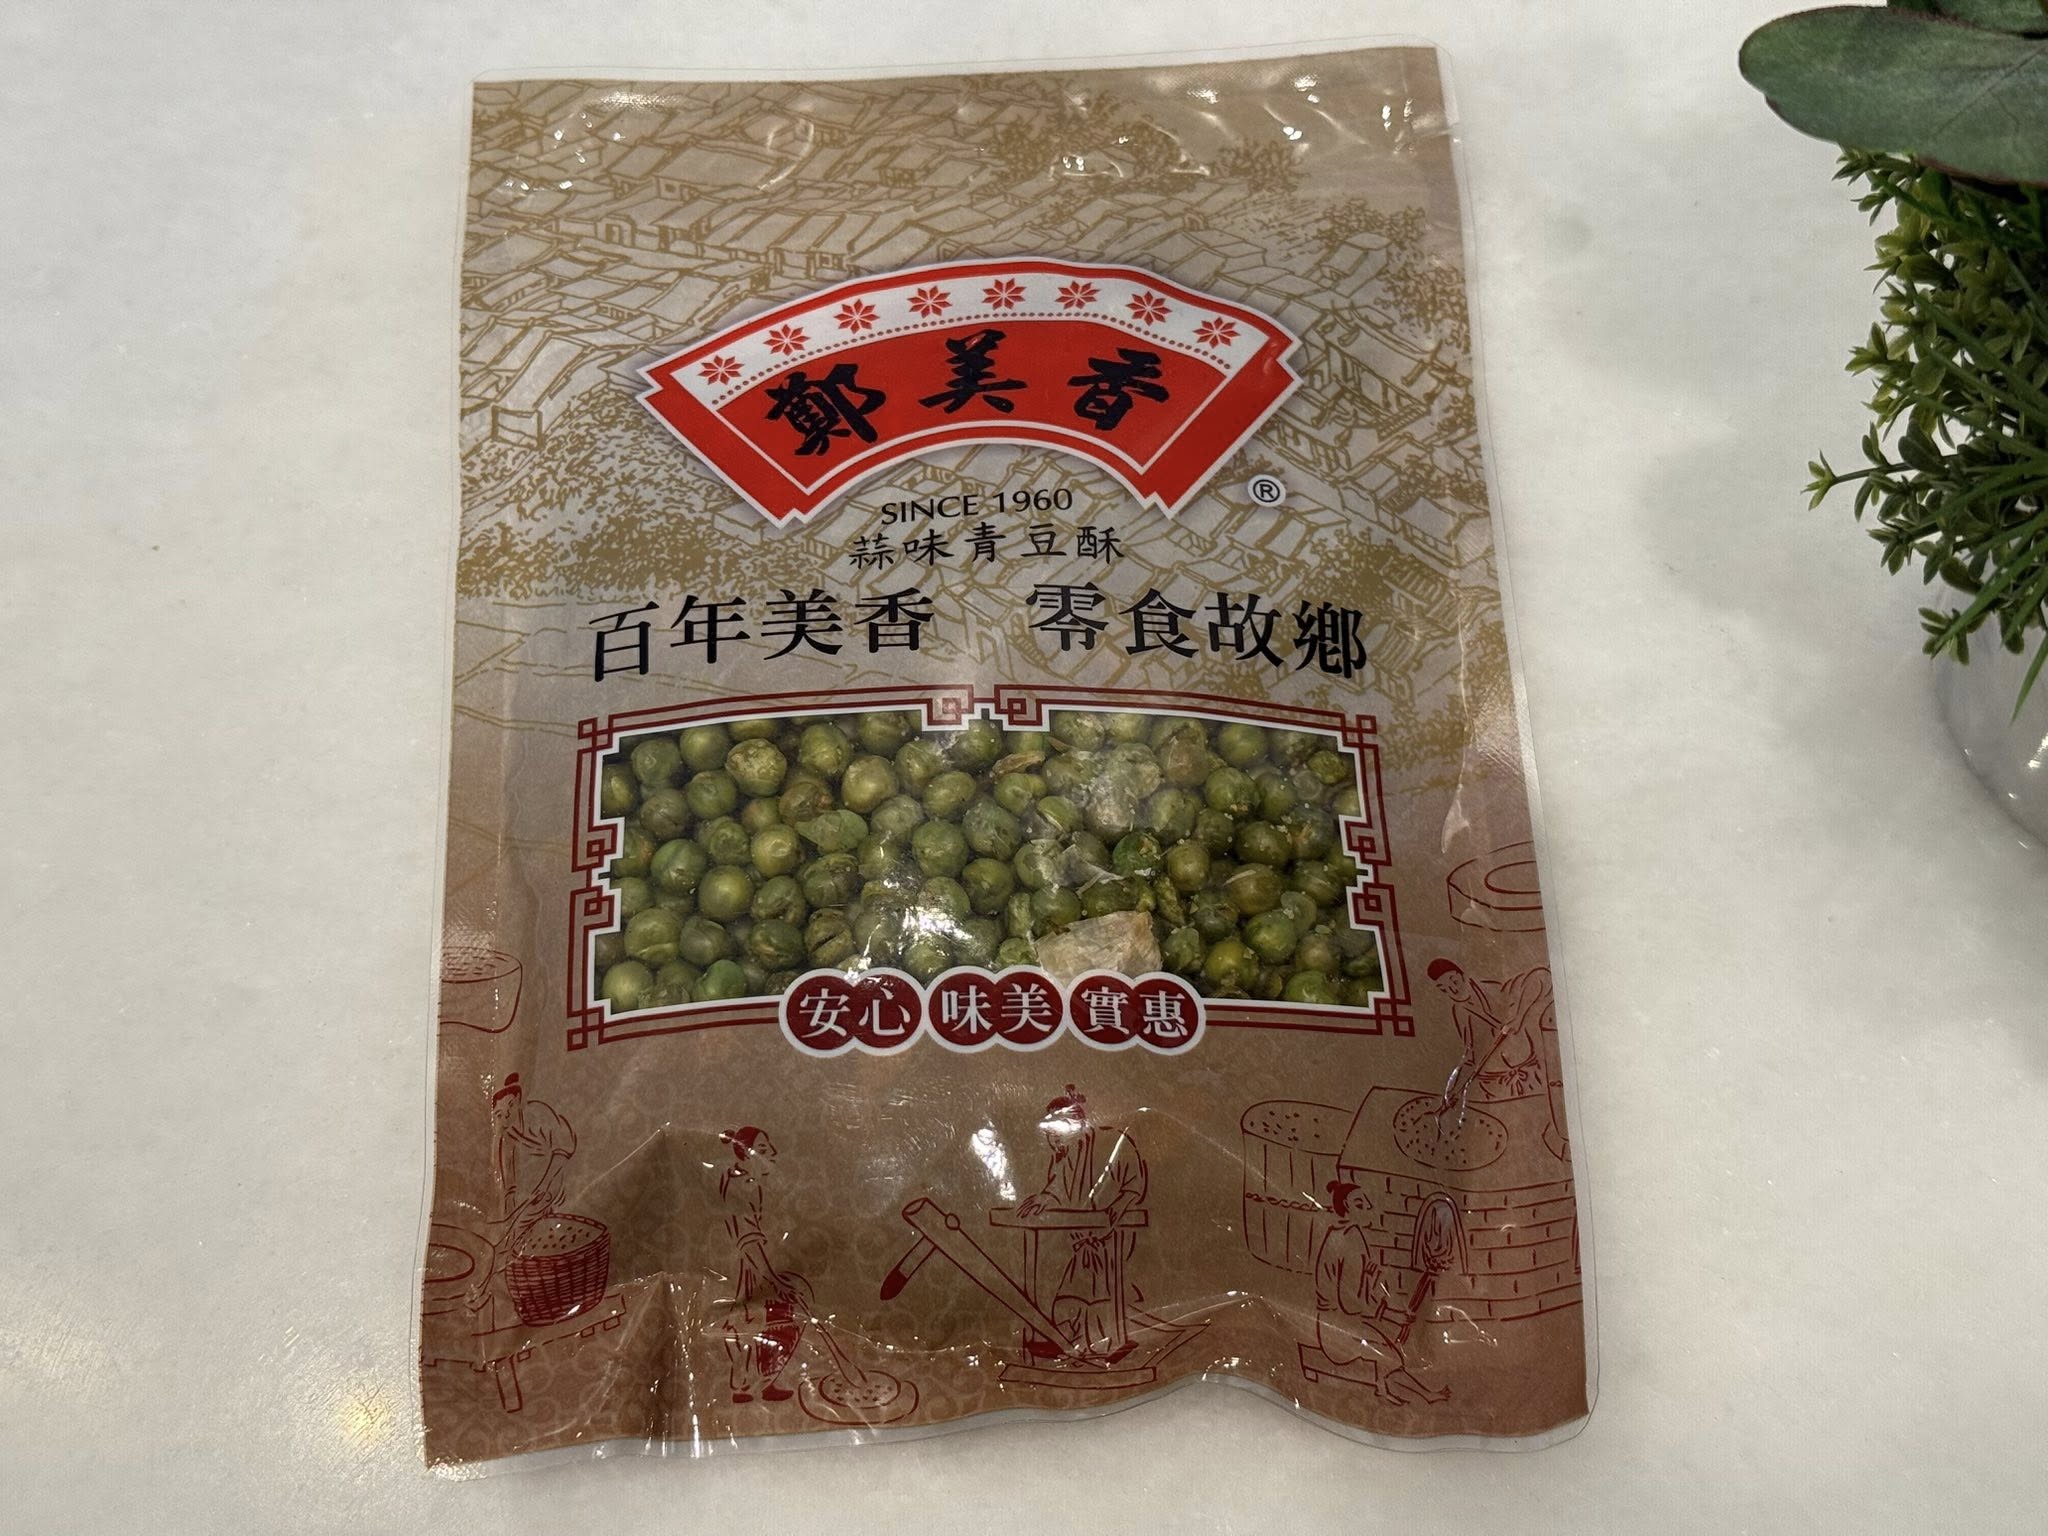 鄭美香
®
SINCE 1960
蒜味青豆酥
百年美香 零食故鄉
安心 味美 實惠